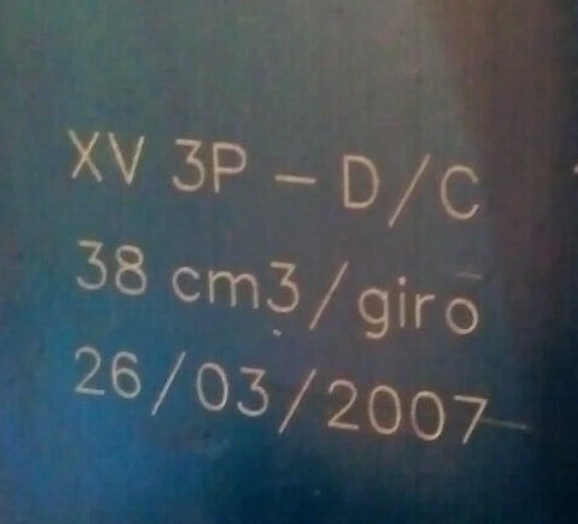 XV 3P - D/C
38 cm3/giro
26/03/2007